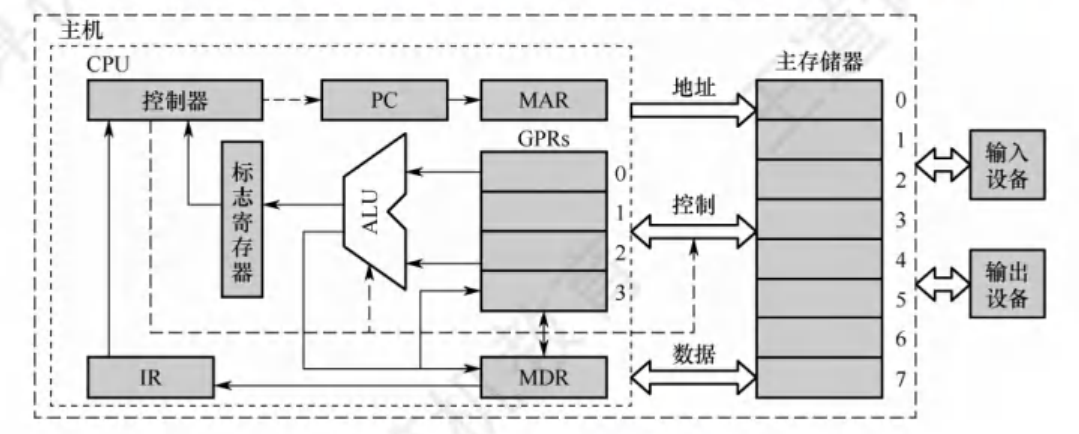 主机
CPU
主存储器
控制器
PC
MAR
地址
0
GPRs
1
输入
设备
标志寄存器
ALU
0
2
1
控制
3
2
4
输出
设备
3
5
6
IR
MDR
数据
7